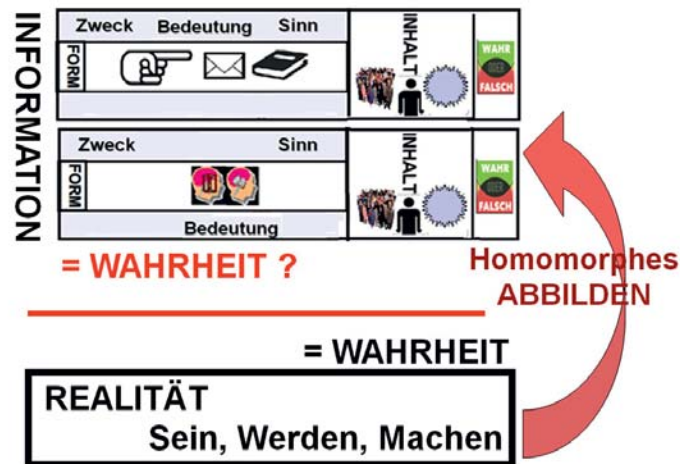 INFORMATION
Zweck Bedeutung Sinn
FORM
INHALT
WAHR
ODER
FALSCH
Zweck Sinn
FORM
Bedeutung
INHALT
WAHR
ODER
FALSCH
= WAHRHEIT ?
Homomorphes
ABBILDEN
= WAHRHEIT
REALITÄT
Sein, Werden, Machen